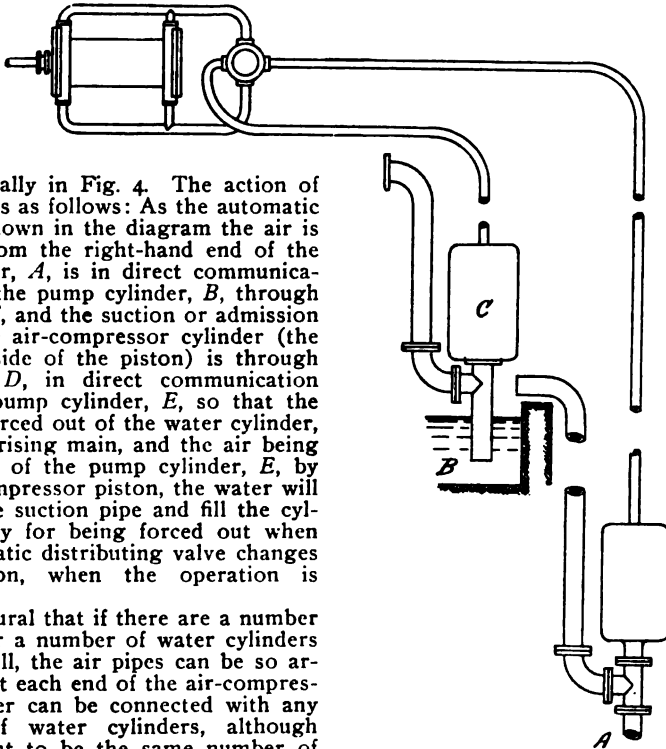 ally in Fig. 4. The action of
s as follows: As the automatic
own in the diagram the air is
om the right-hand end of the
r, A, is in direct communica-
the pump cylinder, B, through
, and the suction or admission
air-compressor cylinder (the
side of the piston) is through
D, in direct communication
pump cylinder, E, so that the
rced out of the water cylinder,
rising main, and the air being
of the pump cylinder, E, by
mpressor piston, the water will
e suction pipe and fill the cyl-
y for being forced out when
atic distributing valve changes
on, when the operation is
ural that if there are a number
r a number of water cylinders
ll, the air pipes can be so ar-
t each end of the air-compres-
er can be connected with any
f water cylinders, although
t to be the same number of
C
B
A